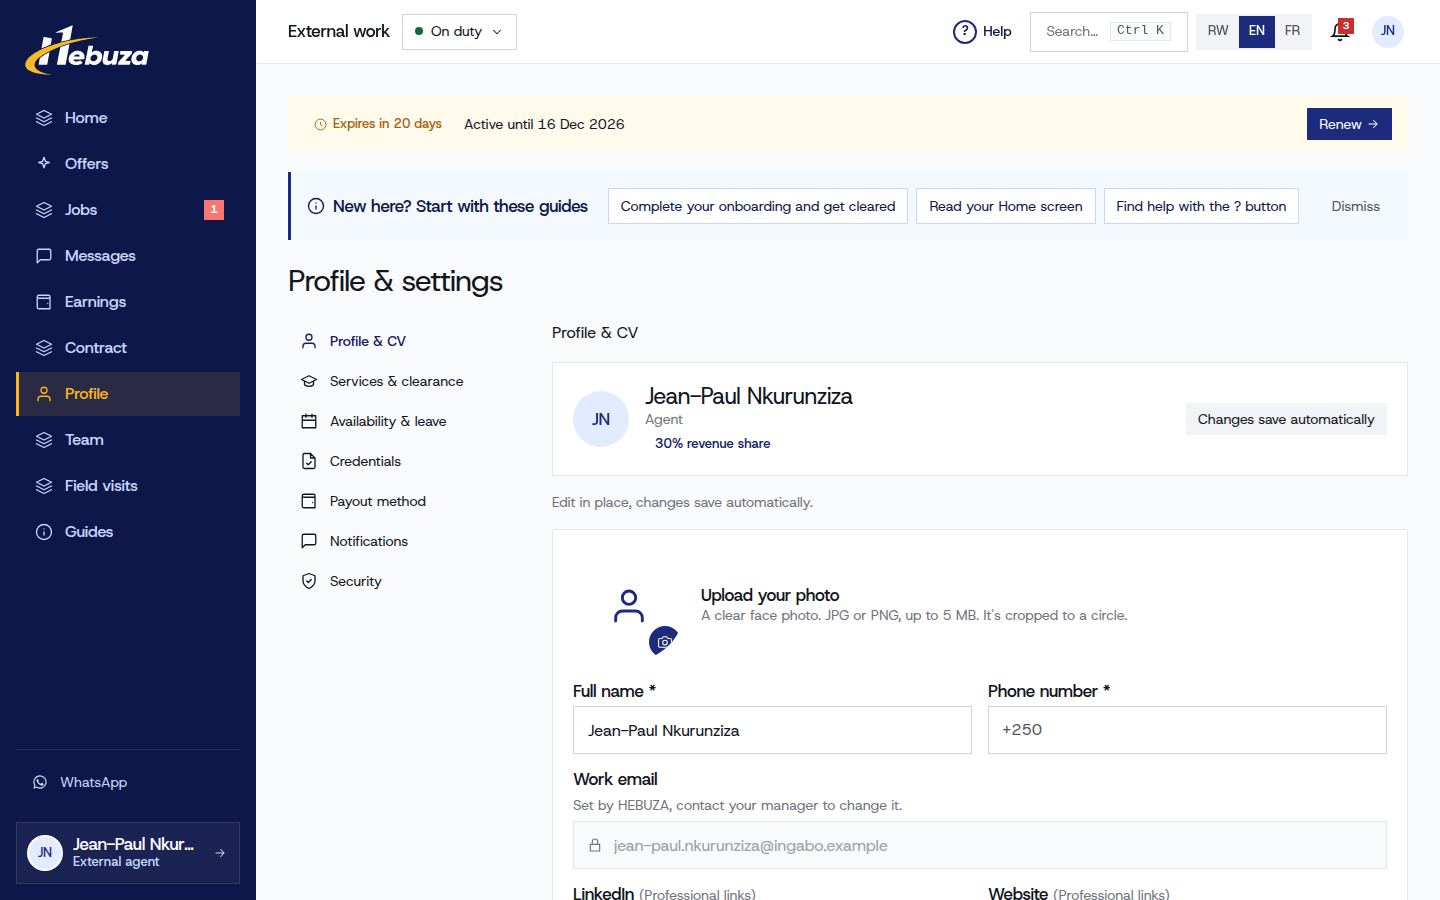 Hebuza
Home
Offers
Jobs
1
Messages
Earnings
Contract
Profile
Team
Field visits
Guides
WhatsApp
JN
Jean-Paul Nkur...
External agent
External work
On duty
? Help
Search...
Ctrl K
RW
EN
FR
3
JN
Expires in 20 days
Active until 16 Dec 2026
Renew
New here? Start with these guides
Complete your onboarding and get cleared
Read your Home screen
Find help with the ? button
Dismiss
Profile & settings
Profile & CV
Services & clearance
Availability & leave
Credentials
Payout method
Notifications
Security
Profile & CV
JN
Jean-Paul Nkurunziza
Agent
30% revenue share
Changes save automatically
Edit in place, changes save automatically.
Upload your photo
A clear face photo. JPG or PNG, up to 5 MB. It's cropped to a circle.
Full name *
Jean-Paul Nkurunziza
Phone number *
+250
Work email
Set by HEBUZA, contact your manager to change it.
jean-paul.nkurunziza@ingabo.example
LinkedIn (Professional links)
Website (Professional links)